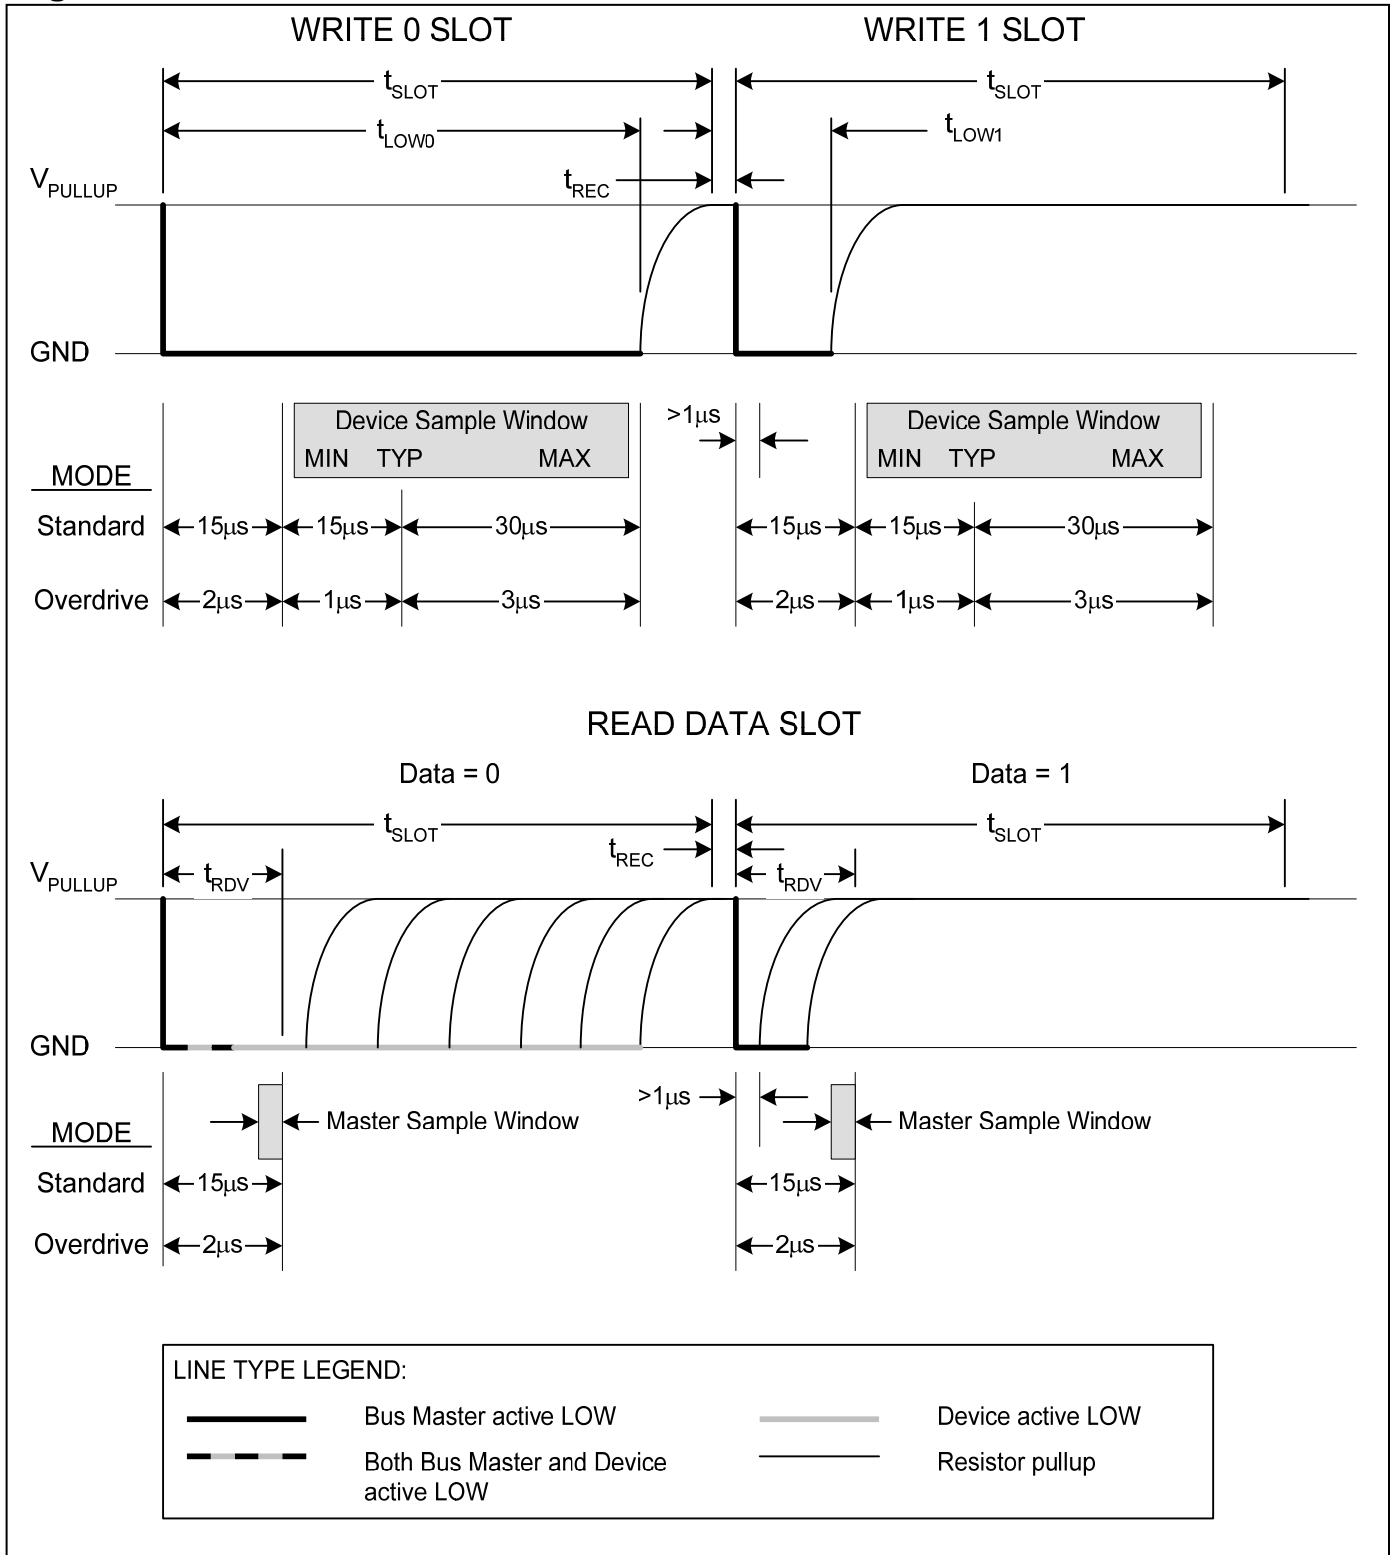 WRITE 0 SLOT WRITE 1 SLOT
tSLOT tSLOT
tLOW0 tLOW1
VPULLUP tREC
GND
Device Sample Window >1μs Device Sample Window
MIN TYP MAX MIN TYP MAX
MODE
Standard 15μs 15μs 30μs 15μs 15μs 30μs
Overdrive 2μs 1μs 3μs 2μs 1μs 3μs
READ DATA SLOT
Data = 0 Data = 1
tSLOT tSLOT
tREC
VPULLUP tRDV tRDV
GND
>1μs
Master Sample Window Master Sample Window
MODE
Standard 15μs 15μs
Overdrive 2μs 2μs
LINE TYPE LEGEND:
Bus Master active LOW Device active LOW
Both Bus Master and Device Resistor pullup
active LOW